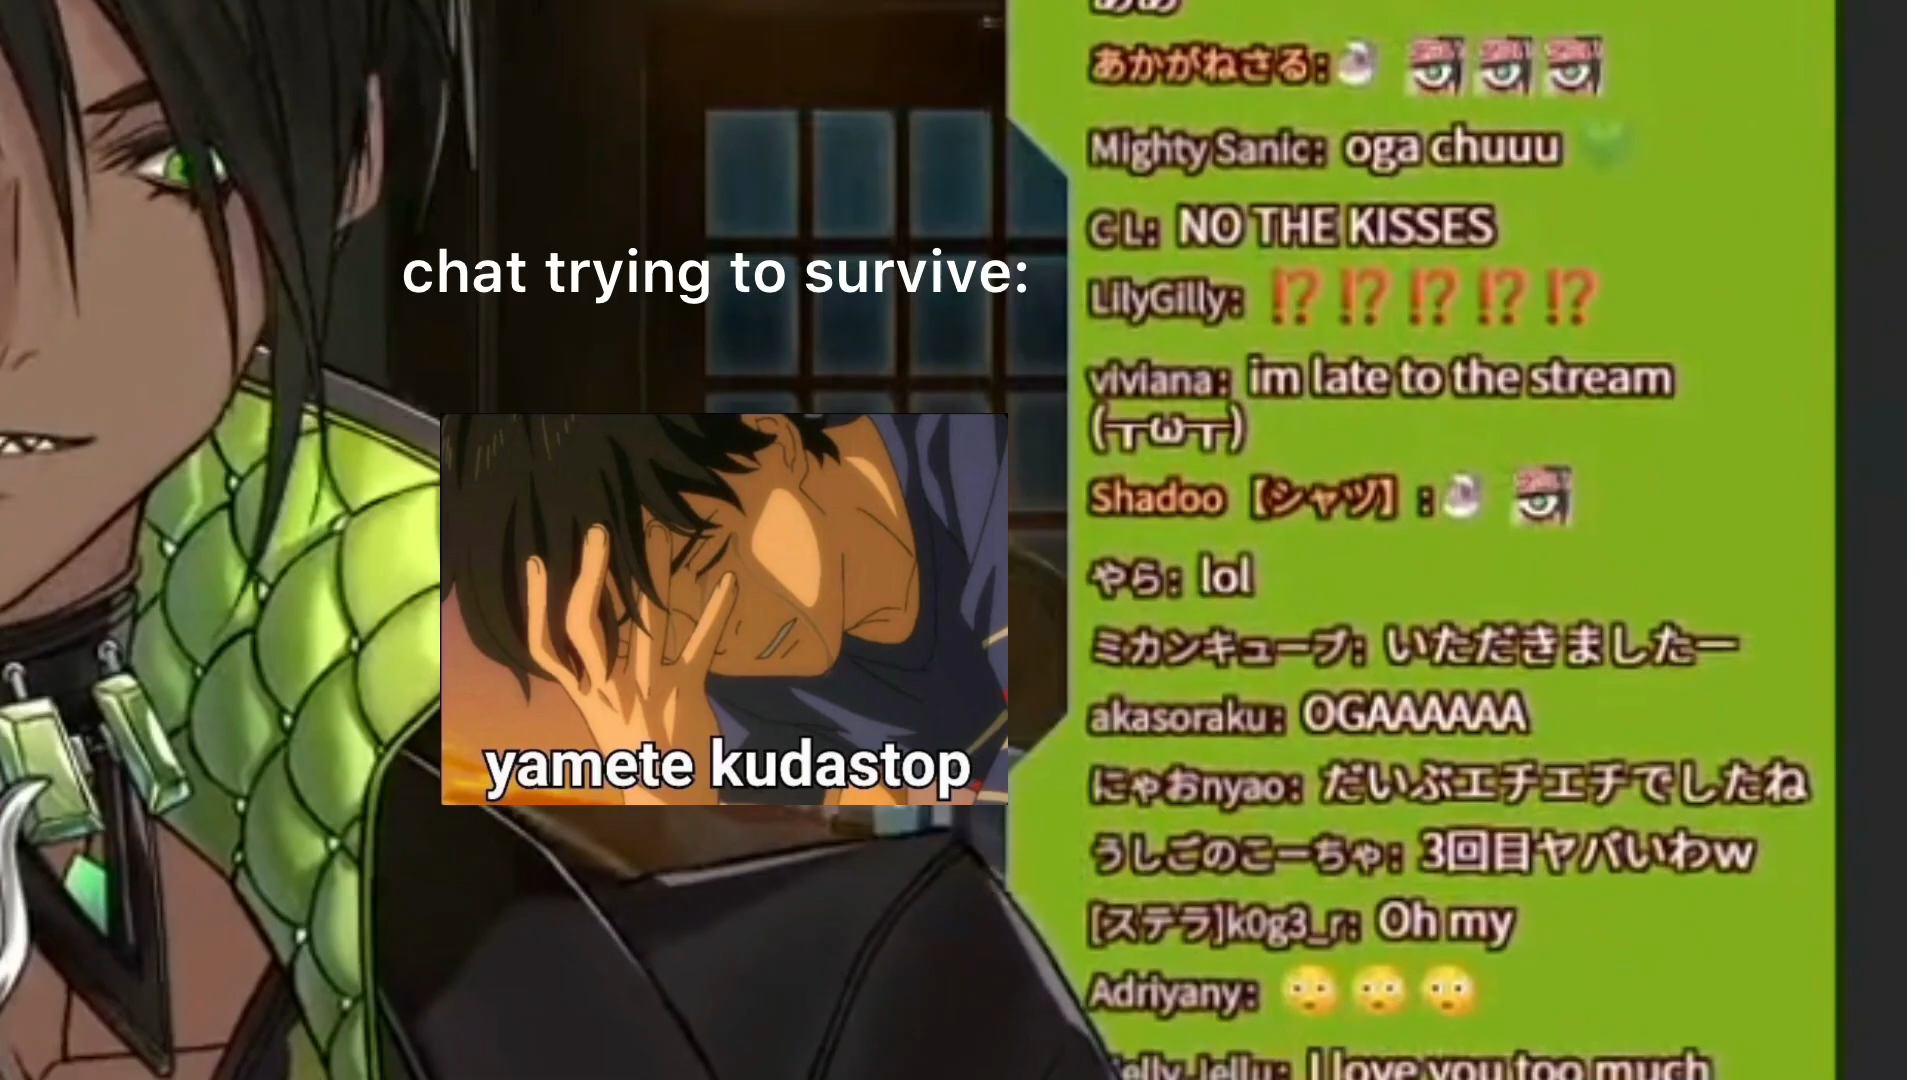 あかがねさる:
MightySanic: oga chuuu
C L: NO THE KISSES
LilyGilly: ⁉️⁉️⁉️⁉️⁉️
chat trying to survive:
viviana: im late to the stream
(┬ω┬)
Shadoo【シャツ】:
やら: lol
ミカンキューブ: いただきましたー
akasoraku: OGAAAAAA
yamete kudastop
にゃおnyao: だいぶエチエチでしたね
うしごのこーちゃ: 3回目ヤバいわw
[ステラ]k0g3_r: Oh my
Adriyany: 😳😳😳
I love you too much